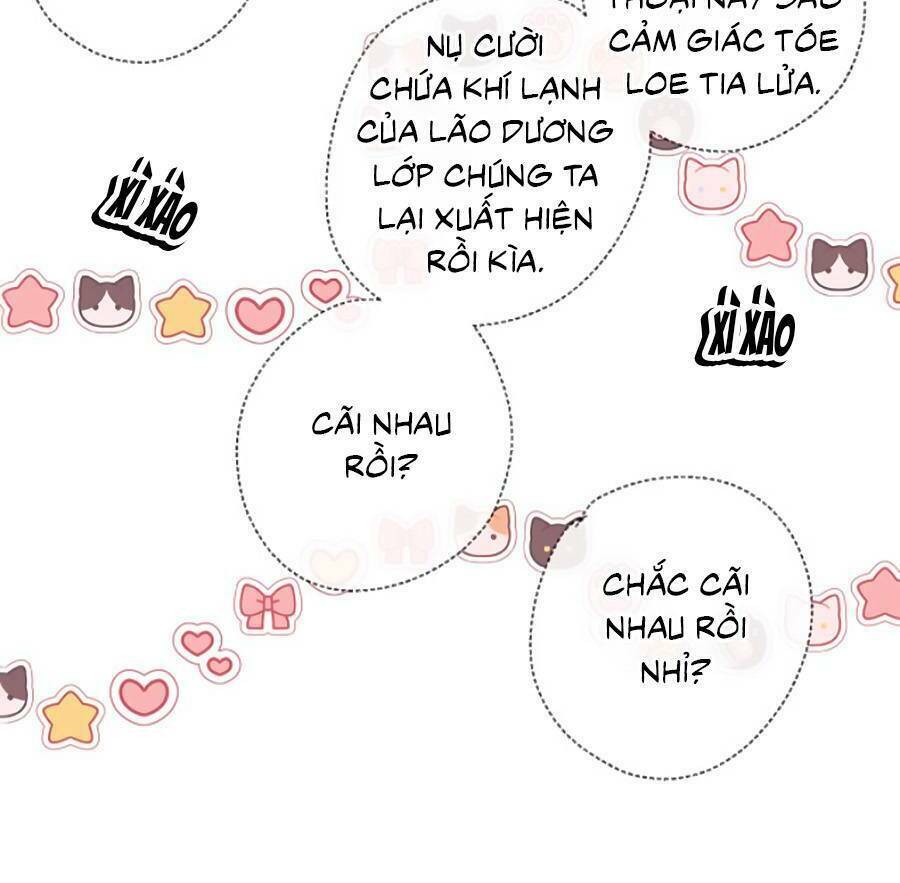 CẢM GIÁC TÓE
LOE TIA LỬA.
NỤ CƯỜI
CHỨA KHÍ LẠNH
CỦA LÃO DƯƠNG
LỚP CHÚNG TA
LẠI XUẤT HIỆN
RỒI KÌA.
XÌ XÀO
XÌ XÀO
CÃI NHAU
RỒI?
CHẮC CÃI
NHAU RỒI
NHỈ?